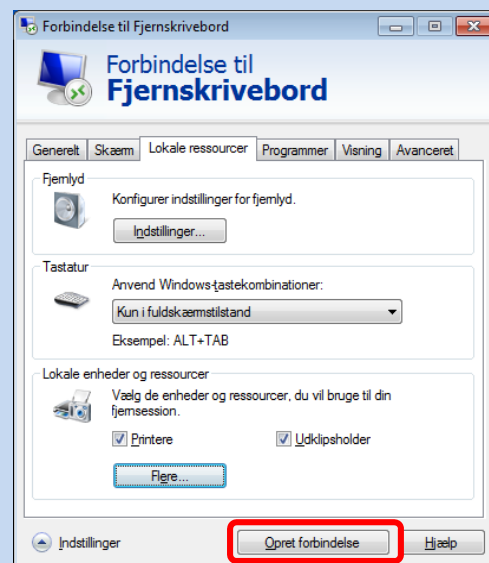 Forbindelse til Fjernskrivebord
Forbindelse til
Fjernskrivebord
Generelt Skærm Lokale ressourcer Programmer Visning Avanceret
Fjernlyd
Konfigurer indstillinger for fjernlyd.
Indstillinger...
Tastatur
Anvend Windows-tastekombinationer:
Kun i fuldskærmstilstand
Eksempel: ALT+TAB
Lokale enheder og ressourcer
Vælg de enheder og ressourcer, du vil bruge til din
fjernsession.
Printere Udklipsholder
Flere...
Indstillinger Opret forbindelse Hjælp